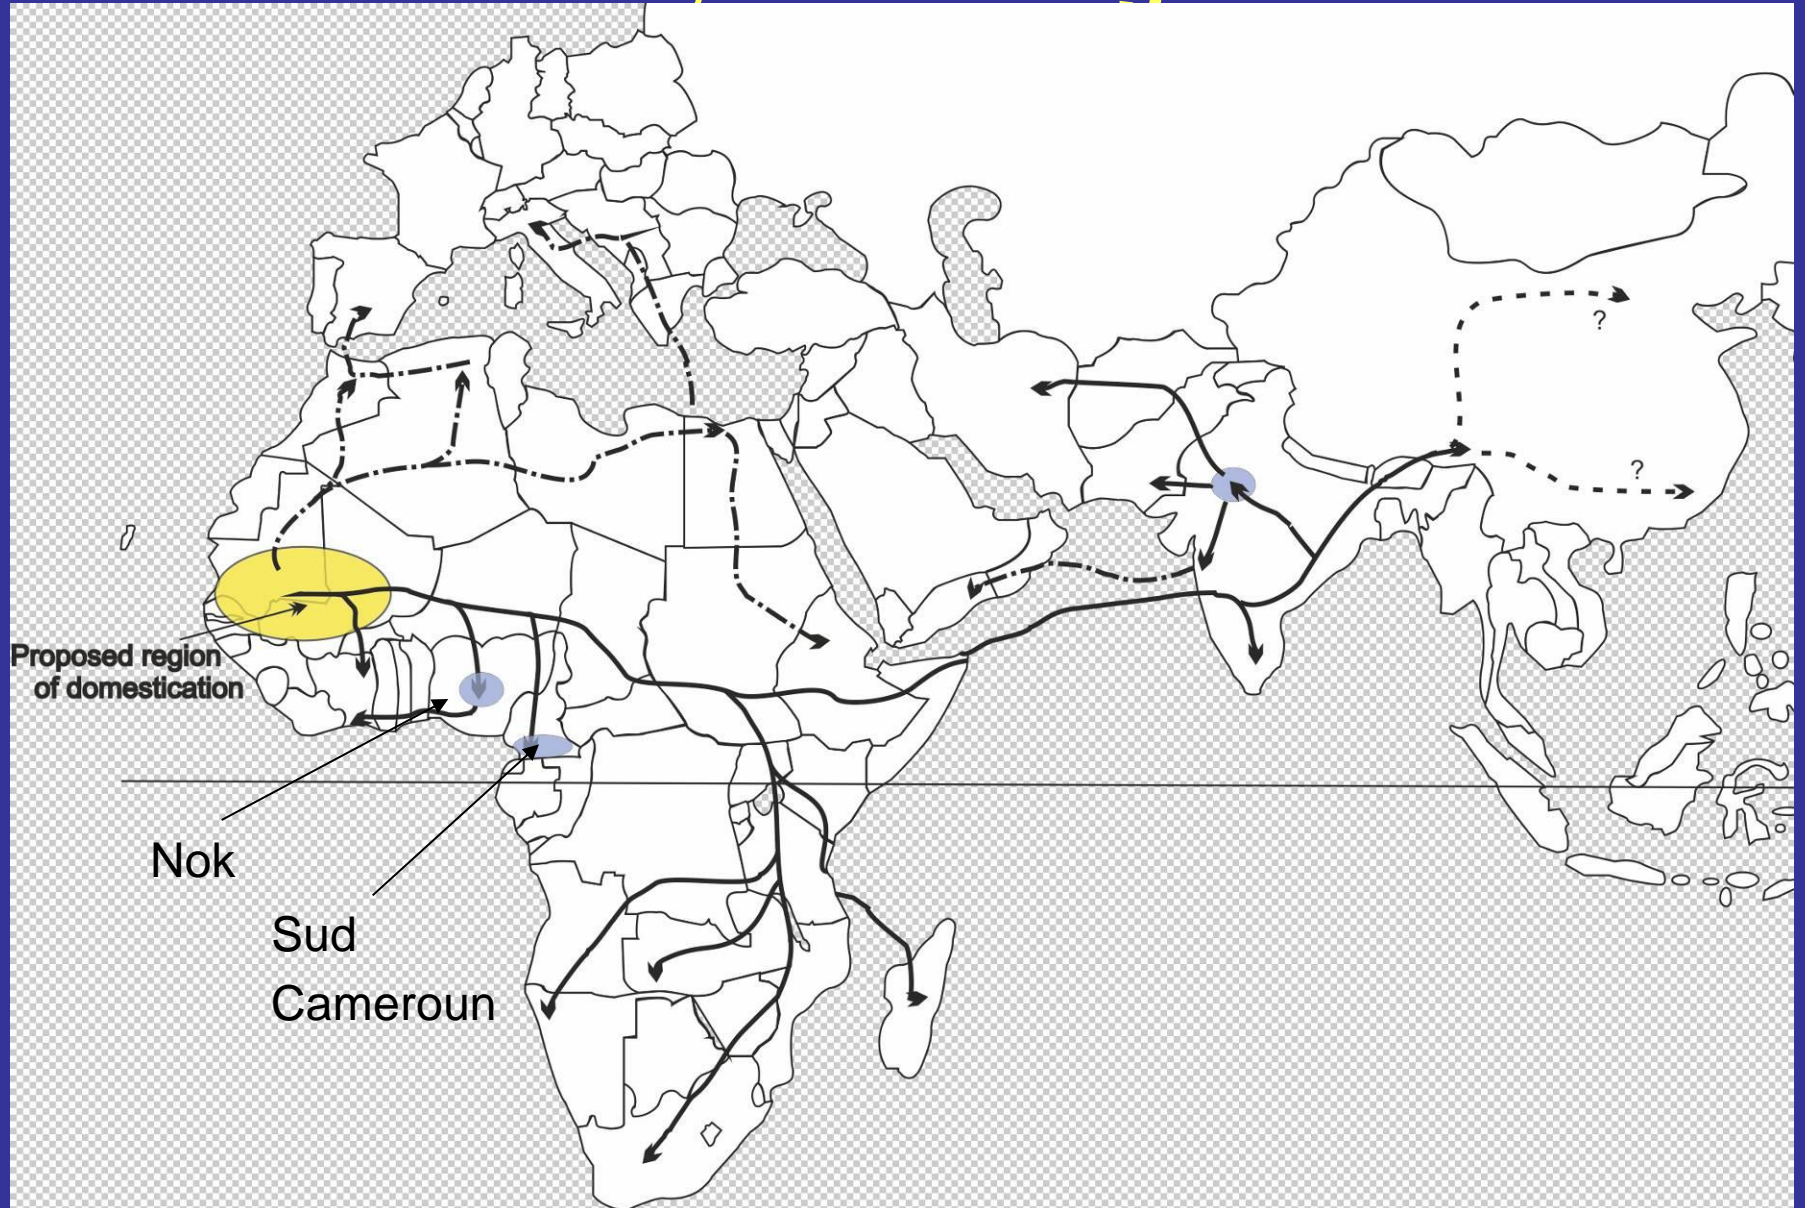 ?
?
Proposed region
of domestication
Nok
Sud
Cameroun